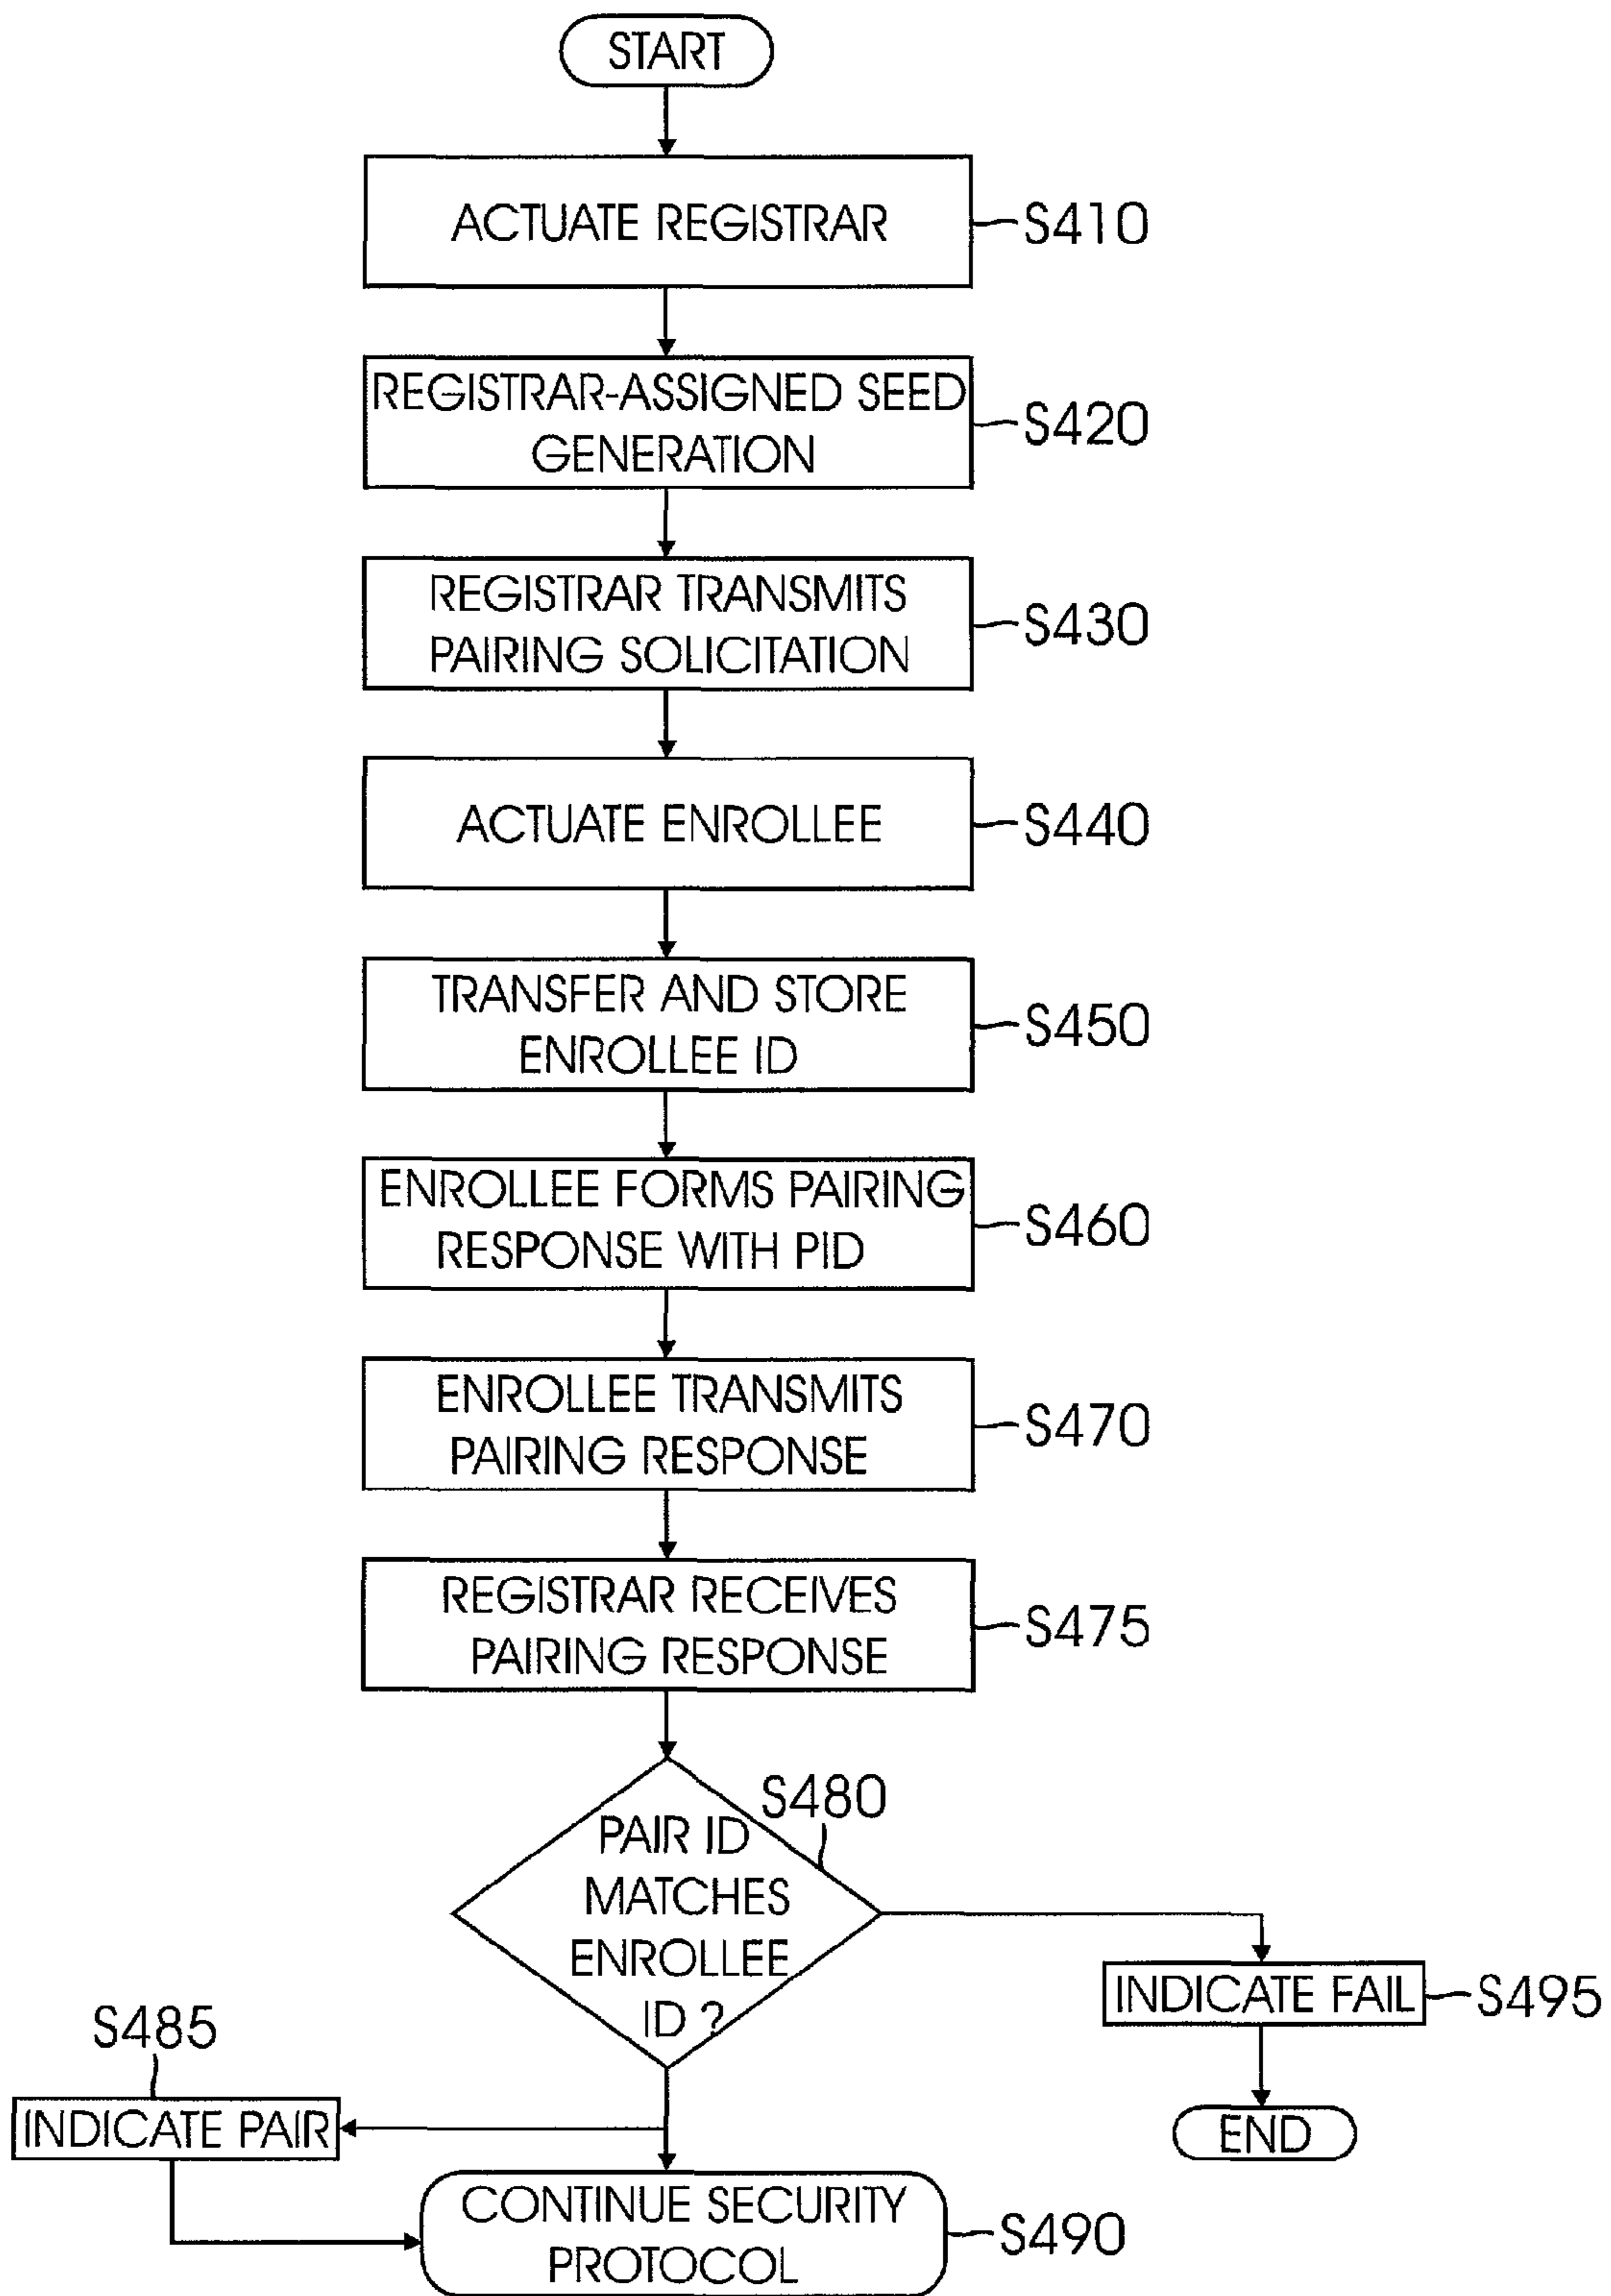 START
ACTUATE REGISTRAR
S410
REGISTRAR-ASSIGNED SEED
GENERATION
S420
REGISTRAR TRANSMITS
PAIRING SOLICITATION
S430
ACTUATE ENROLLEE
S440
TRANSFER AND STORE
ENROLLEE ID
S450
ENROLLEE FORMS PAIRING
RESPONSE WITH PID
S460
ENROLLEE TRANSMITS
PAIRING RESPONSE
S470
REGISTRAR RECEIVES
PAIRING RESPONSE
S475
S480
PAIR ID
MATCHES
ENROLLEE
ID ?
INDICATE FAIL
S495
S485
INDICATE PAIR
END
CONTINUE SECURITY
PROTOCOL
S490